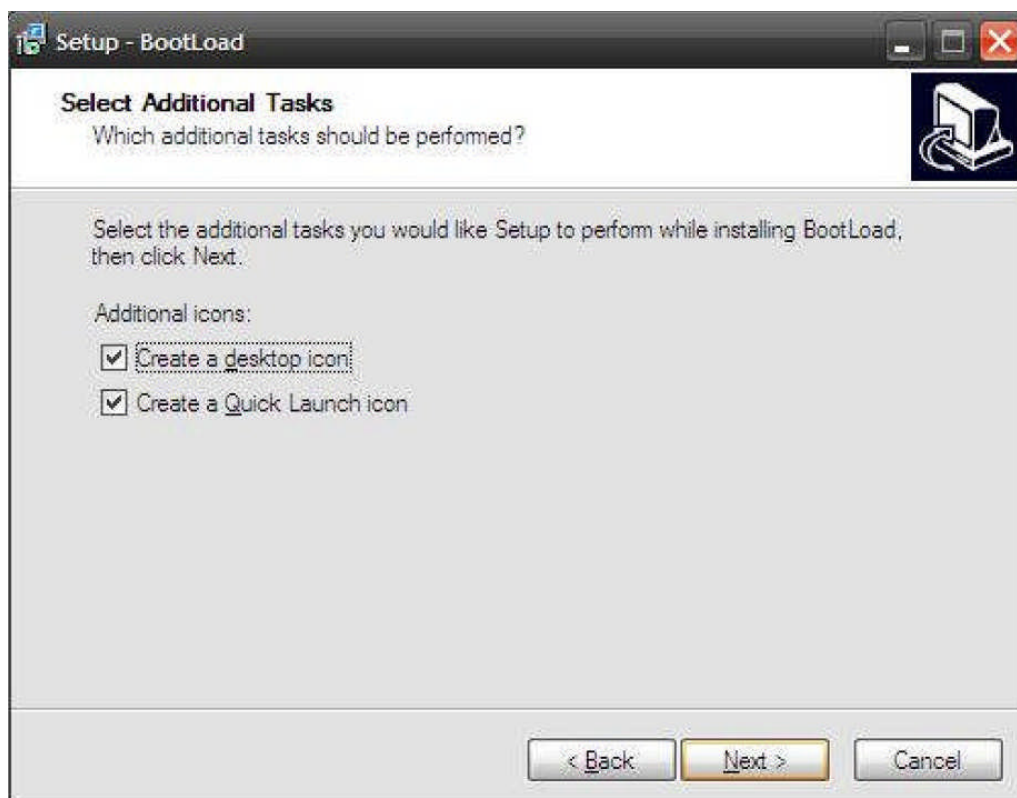 Setup - BootLoad
Select Additional Tasks
Which additional tasks should be performed?
Select the additional tasks you would like Setup to perform while installing BootLoad,
then click Next.
Additional icons:
Create a desktop icon
Create a Quick Launch icon
< Back Next > Cancel